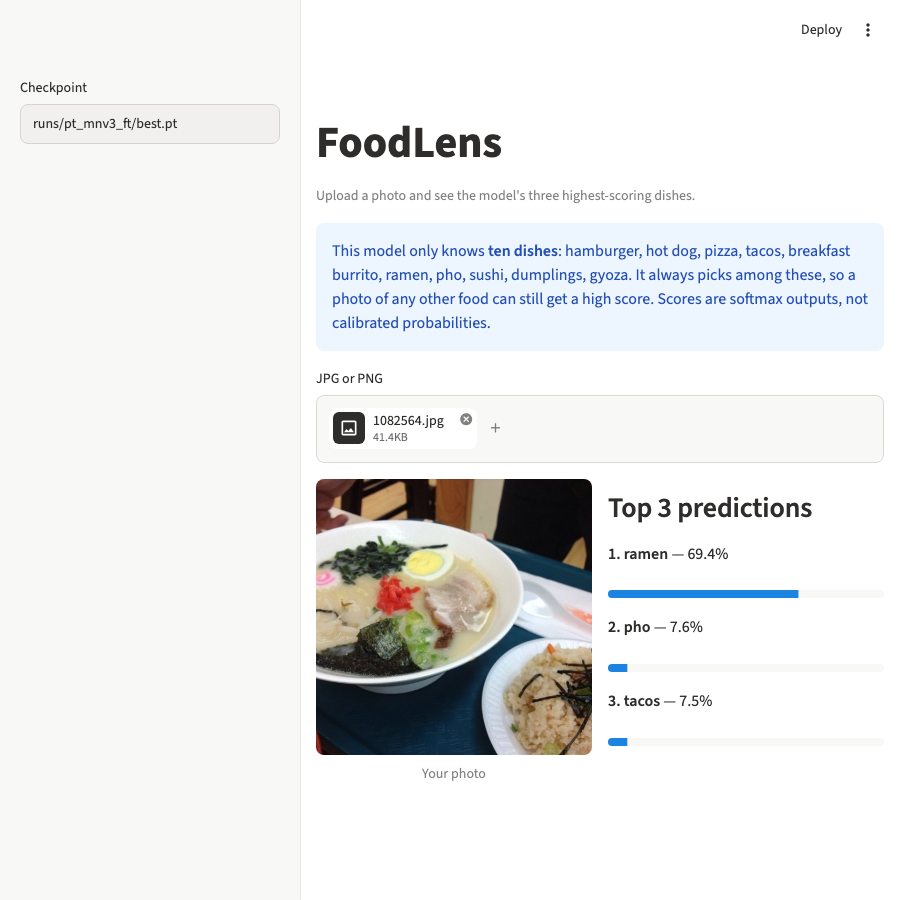 Deploy
Checkpoint
runs/pt_mnv3_ft/best.pt
FoodLens
Upload a photo and see the model's three highest-scoring dishes.
This model only knows ten dishes: hamburger, hot dog, pizza, tacos, breakfast
burrito, ramen, pho, sushi, dumplings, gyoza. It always picks among these, so a
photo of any other food can still get a high score. Scores are softmax outputs, not
calibrated probabilities.
JPG or PNG
1082564.jpg
41.4KB
Top 3 predictions
1. ramen — 69.4%
2. pho — 7.6%
3. tacos — 7.5%
Your photo